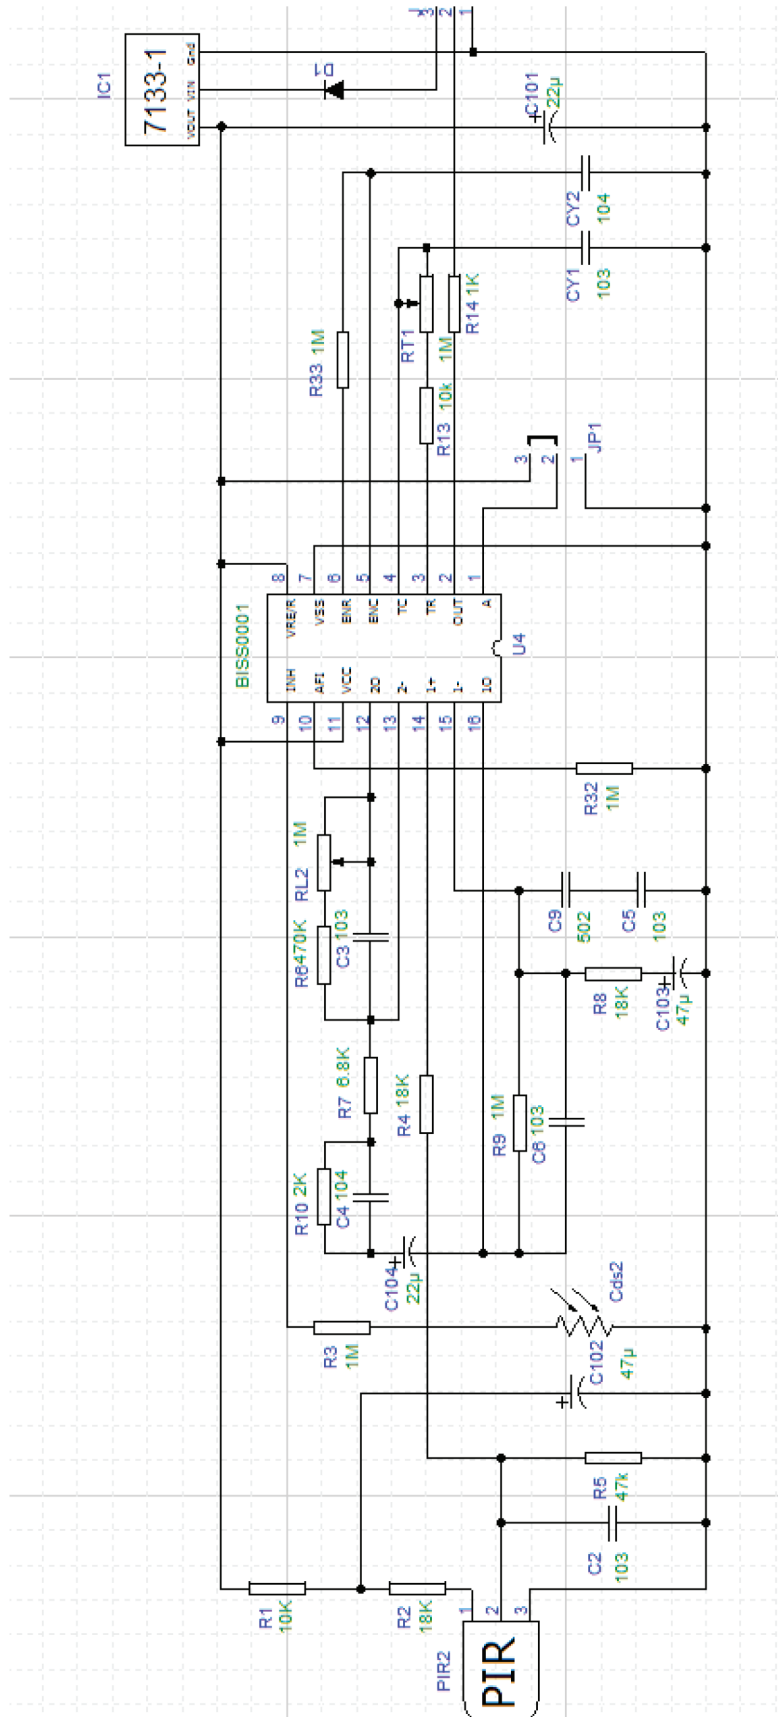 J
3
2
1
IC1
7133-1
Gnd
VIN
VOUT
D
C101
22µ
CY2
104
CY1
103
R33 1M
RT1
1M
R14 1K
R13 10k
JP1
3
2
1
BISS0001
U4
8
7
6
5
4
3
2
1
VRE/R
VSS
ENR
ENC
TC
TR
OUT
A
INH
AFI
VCC
2O
2-
1+
1-
1O
9
10
11
12
13
14
15
16
R32
1M
RL2
1M
R6 470K
C3 103
C9
502
C5
103
R8
18K
C103
47µ
R7 6.8K
R4 18K
R9 1M
C6 103
R10 2K
C4 104
C104
22µ
R3
1M
Cds2
C102
47µ
R5
47k
C2
103
R1
10K
R2
18K
PIR2
PIR
1
2
3